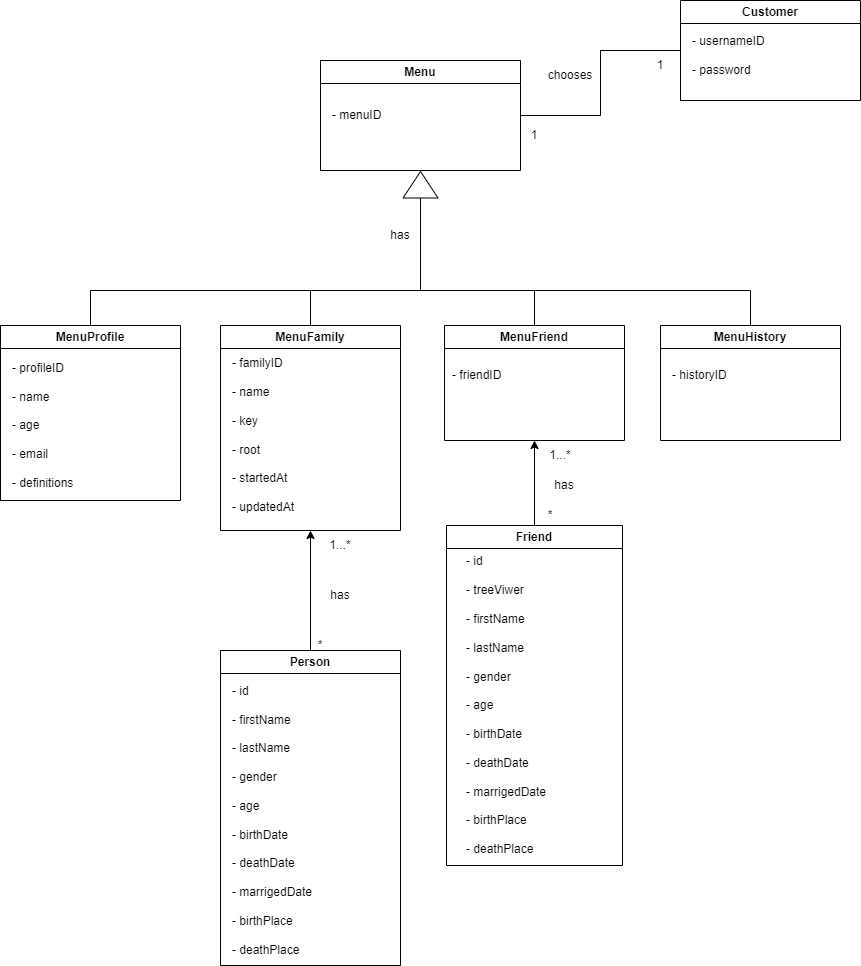 Customer
- usernameID
- password
chooses
1
1
Menu
- menuID
has
MenuProfile
- profileID
- name
- age
- email
- definitions
MenuFamily
- familyID
- name
- key
- root
- startedAt
- updatedAt
MenuFriend
- friendID
MenuHistory
- historyID
1...*
has
*
1...*
has
*
Friend
- id
- treeViwer
- firstName
- lastName
- gender
- age
- birthDate
- deathDate
- marrigedDate
- birthPlace
- deathPlace
Person
- id
- firstName
- lastName
- gender
- age
- birthDate
- deathDate
- marrigedDate
- birthPlace
- deathPlace